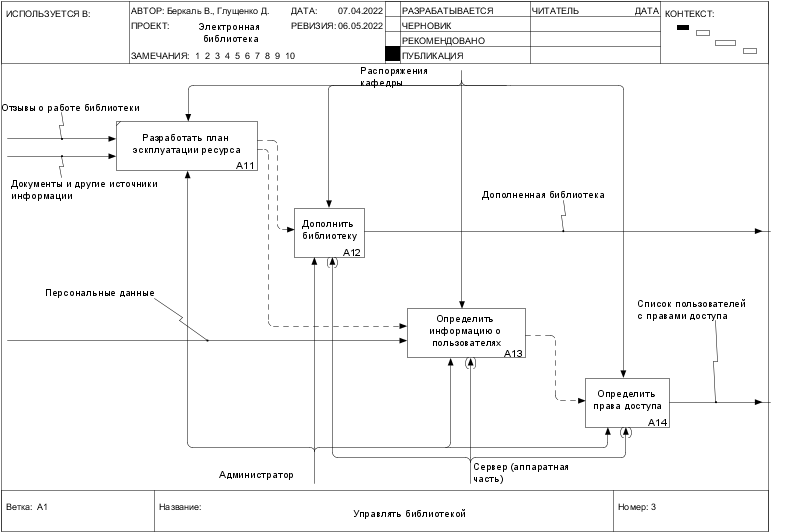 ИСПОЛЬЗУЕТСЯ В:
АВТОР: Беркаль В., Глущенко Д.
ДАТА: 07.04.2022
ПРОЕКТ: Электронная
библиотека
РЕВИЗИЯ: 06.05.2022
ЗАМЕЧАНИЯ: 1 2 3 4 5 6 7 8 9 10
РАЗРАБАТЫВАЕТСЯ
ЧЕРНОВИК
РЕКОМЕНДОВАНО
ПУБЛИКАЦИЯ
ЧИТАТЕЛЬ
ДАТА
КОНТЕКСТ:
Распоряжения
кафедры
Отзывы о работе библиотеки
Разработать план
эсkплуатации ресурса
A11
Документы и другие источники
информации
Дополненная библиотека
Дополнить
библиотеку
A12
Персональные данные
Список пользователей
с правами доступа
Определить
информацию о
пользователях
A13
Определить
права доступа
A14
Администратор
Сервер (аппаратная
часть)
Ветка: A1
Название:
Управлять библиотекой
Номер: 3